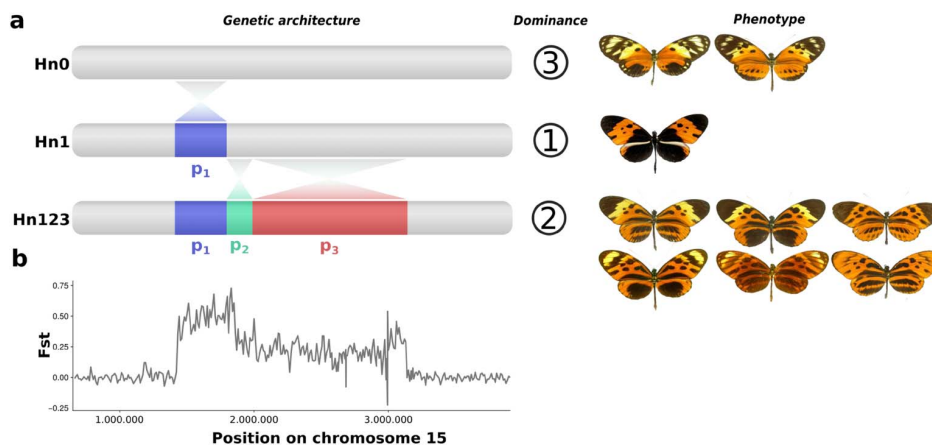 a
Genetic architecture
Dominance
Phenotype
Hn0
3
Hn1
1
p1
Hn123
2
p1 p2 p3
b
Fst
0.75
0.50
0.25
0.00
−0.25
1.000.000 2.000.000 3.000.000
Position on chromosome 15